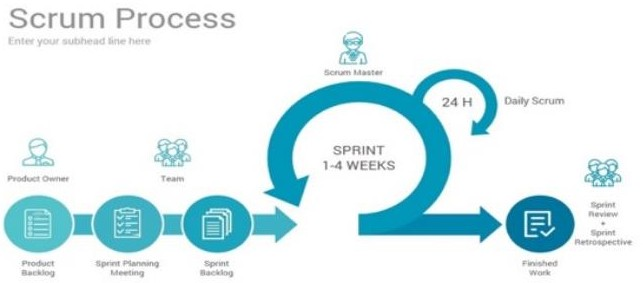 Scrum Process
Enter your subhead line here
Scrum Master
24 H
Daily Scrum
SPRINT
1-4 WEEKS
Product Owner
Team
Sprint
Review
+
Sprint
Retrospective
Product
Backlog
Sprint Planning
Meeting
Sprint
Backlog
Finished
Work